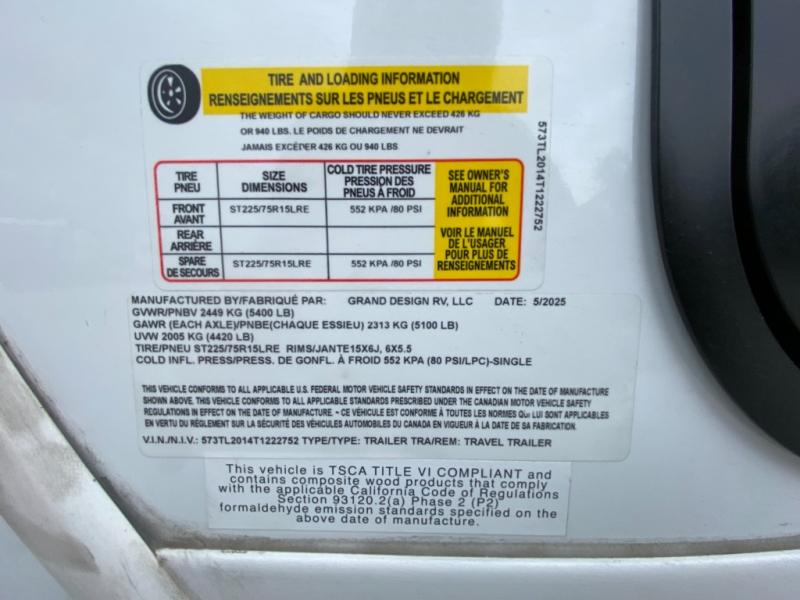 TIRE AND LOADING INFORMATION
RENSEIGNEMENTS SUR LES PNEUS ET LE CHARGEMENT
THE WEIGHT OF CARGO SHOULD NEVER EXCEED 426 KG
OR 940 LBS. LE POIDS DE CHARGEMENT NE DEVRAIT
JAMAIS EXCÉDER 426 KG OU 940 LBS
TIRE
PNEU
SIZE
DIMENSIONS
COLD TIRE PRESSURE
PRESSION DES
PNEUS À FROID
SEE OWNER'S
MANUAL FOR
ADDITIONAL
INFORMATION
VOIR LE MANUEL
DE L'USAGER
POUR PLUS DE
RENSEIGNEMENTS
FRONT
AVANT
ST225/75R15LRE
552 KPA /80 PSI
REAR
ARRIÈRE
SPARE
DE SECOURS
ST225/75R15LRE
552 KPA /80 PSI
573TL2014T1222752
MANUFACTURED BY/FABRIQUÉ PAR: GRAND DESIGN RV, LLC DATE: 5/2025
GVWR/PNBV 2449 KG (5400 LB)
GAWR (EACH AXLE)/PNBE(CHAQUE ESSIEU) 2313 KG (5100 LB)
UVW 2005 KG (4420 LB)
TIRE/PNEU ST225/75R15LRE RIMS/JANTE15X6J, 6X5.5
COLD INFL. PRESS/PRESS. DE GONFL. À FROID 552 KPA (80 PSI/LPC)-SINGLE
THIS VEHICLE CONFORMS TO ALL APPLICABLE U.S. FEDERAL MOTOR VEHICLE SAFETY STANDARDS IN EFFECT ON THE DATE OF MANUFACTURE
SHOWN ABOVE. THIS VEHICLE CONFORMS TO ALL APPLICABLE STANDARDS PRESCRIBED UNDER THE CANADIAN MOTOR VEHICLE SAFETY
REGULATIONS IN EFFECT ON THE DATE OF MANUFACTURE. ~ CE VÉHICULE EST CONFORME À TOUTES LES NORMES QUI LUI SONT APPLICABLES
EN VERTU DU RÈGLEMENT SUR LA SÉCURITÉ DES VÉHICULES AUTOMOBILES DU CANADA EN VIGUEUR À LA DATE DE SA FABRICATION.
V.I.N./N.I.V.: 573TL2014T1222752 TYPE/TYPE: TRAILER TRA/REM: TRAVEL TRAILER
This vehicle is TSCA TITLE VI COMPLIANT and
contains composite wood products that comply
with the applicable California Code of Regulations
Section 93120.2(a) Phase 2 (P2)
formaldehyde emission standards specified on the
above date of manufacture.